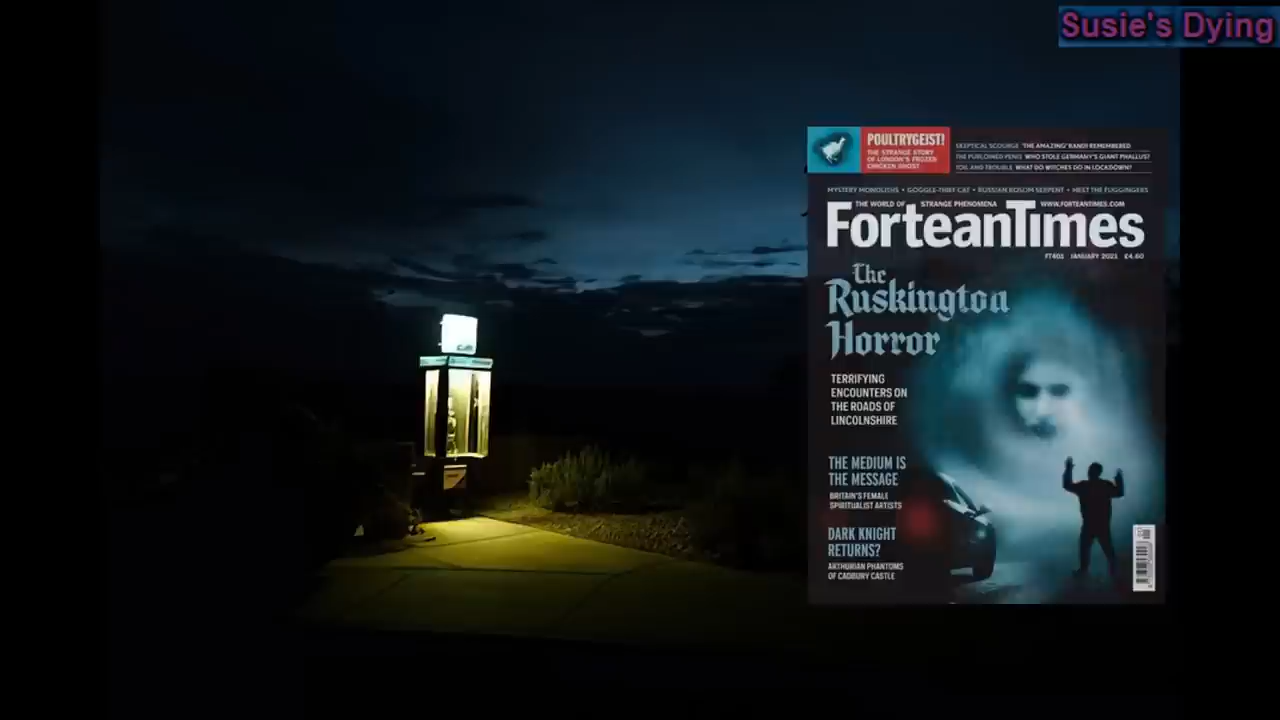 Susie's Dying
POULTRYGEIST!
THE STRANGE STORY
OF LONDON'S FROZEN
CHICKEN GHOST
SKEPTICAL SCOURGE 'THE AMAZING' RANDI REMEMBERED
THE PURLOINED PENIS WHO STOLE GERMANY'S GIANT PHALLUS?
TOIL AND TROUBLE WHAT DO WITCHES DO IN LOCKDOWN?
MYSTERY MONOLITHS • GOGGLE-THIEF CAT • RUSSIAN BOSOM SERPENT • MEET THE FUGGINGERS
THE WORLD OF STRANGE PHENOMENA WWW.FORTEANTIMES.COM
ForteanTimes
FT401 JANUARY 2021 £4.60
The
Ruskington
Horror
TERRIFYING
ENCOUNTERS ON
THE ROADS OF
LINCOLNSHIRE
THE MEDIUM IS
THE MESSAGE
BRITAIN'S FEMALE
SPIRITUALIST ARTISTS
DARK KNIGHT
RETURNS?
ARTHURIAN PHANTOMS
OF CADBURY CASTLE